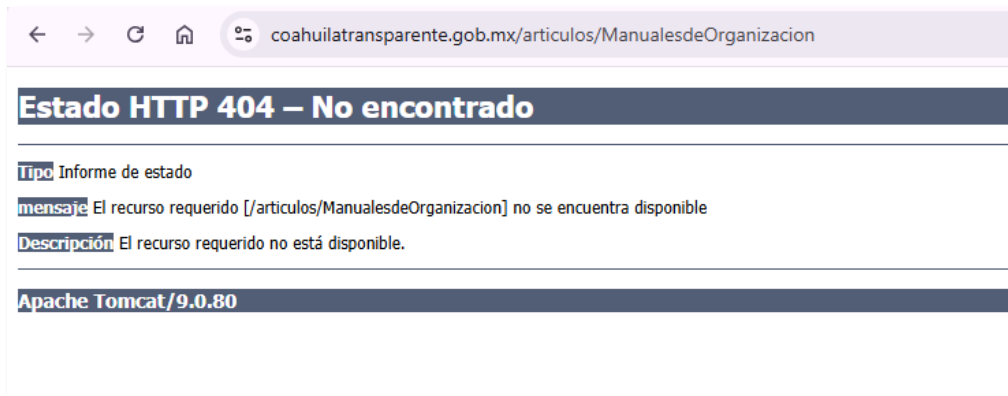 coahuilatransparente.gob.mx/articulos/ManualesdeOrganizacion
Estado HTTP 404 – No encontrado
Tipo Informe de estado
mensaje El recurso requerido [/articulos/ManualesdeOrganizacion] no se encuentra disponible
Descripción El recurso requerido no está disponible.
Apache Tomcat/9.0.80